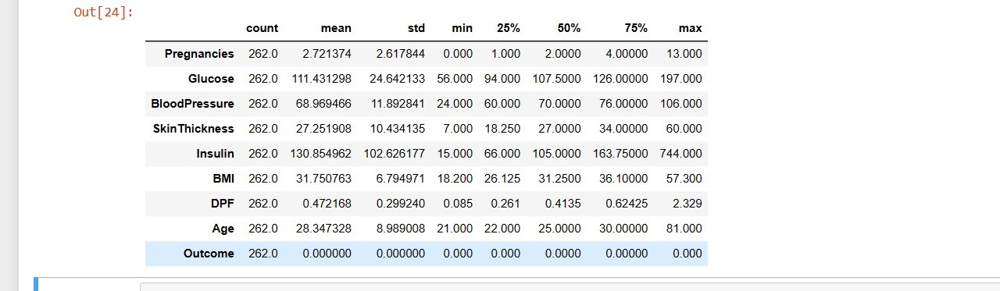 Out[24]:
count mean std min 25% 50% 75% max
Pregnancies 262.0 2.721374 2.617844 0.000 1.000 2.0000 4.00000 13.000
Glucose 262.0 111.431298 24.642133 56.000 94.000 107.5000 126.00000 197.000
BloodPressure 262.0 68.969466 11.892841 24.000 60.000 70.0000 76.00000 106.000
SkinThickness 262.0 27.251908 10.434135 7.000 18.250 27.0000 34.00000 60.000
Insulin 262.0 130.854962 102.626177 15.000 66.000 105.0000 163.75000 744.000
BMI 262.0 31.750763 6.794971 18.200 26.125 31.2500 36.10000 57.300
DPF 262.0 0.472168 0.299240 0.085 0.261 0.4135 0.62425 2.329
Age 262.0 28.347328 8.989008 21.000 22.000 25.0000 30.00000 81.000
Outcome 262.0 0.000000 0.000000 0.000 0.000 0.0000 0.00000 0.000